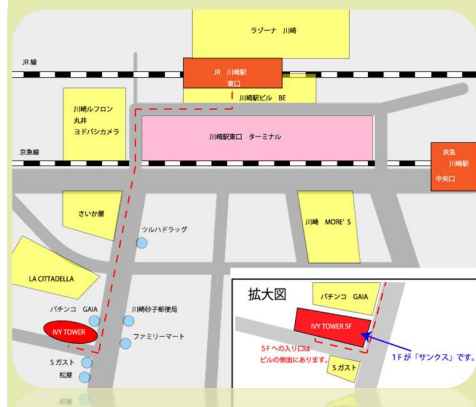 ラゾーナ 川崎
JR 線
JR 川崎駅
東口
川崎駅ビル BE
川崎ルフロン
丸井
ヨドバシカメラ
川崎駅東口 ターミナル
京急線
京急
川崎駅
中央口
さいか屋
川崎 MORE'S
ツルハドラッグ
LA CITTADELLA
パチンコ GAIA
川崎砂子郵便局
IVY TOWER
ファミリーマート
Sガスト
松屋
拡大図
パチンコ GAIA
IVY TOWER 5F
5Fへの入り口は
ビルの側面にあります。
1Fが「サンクス」です。
Sガスト